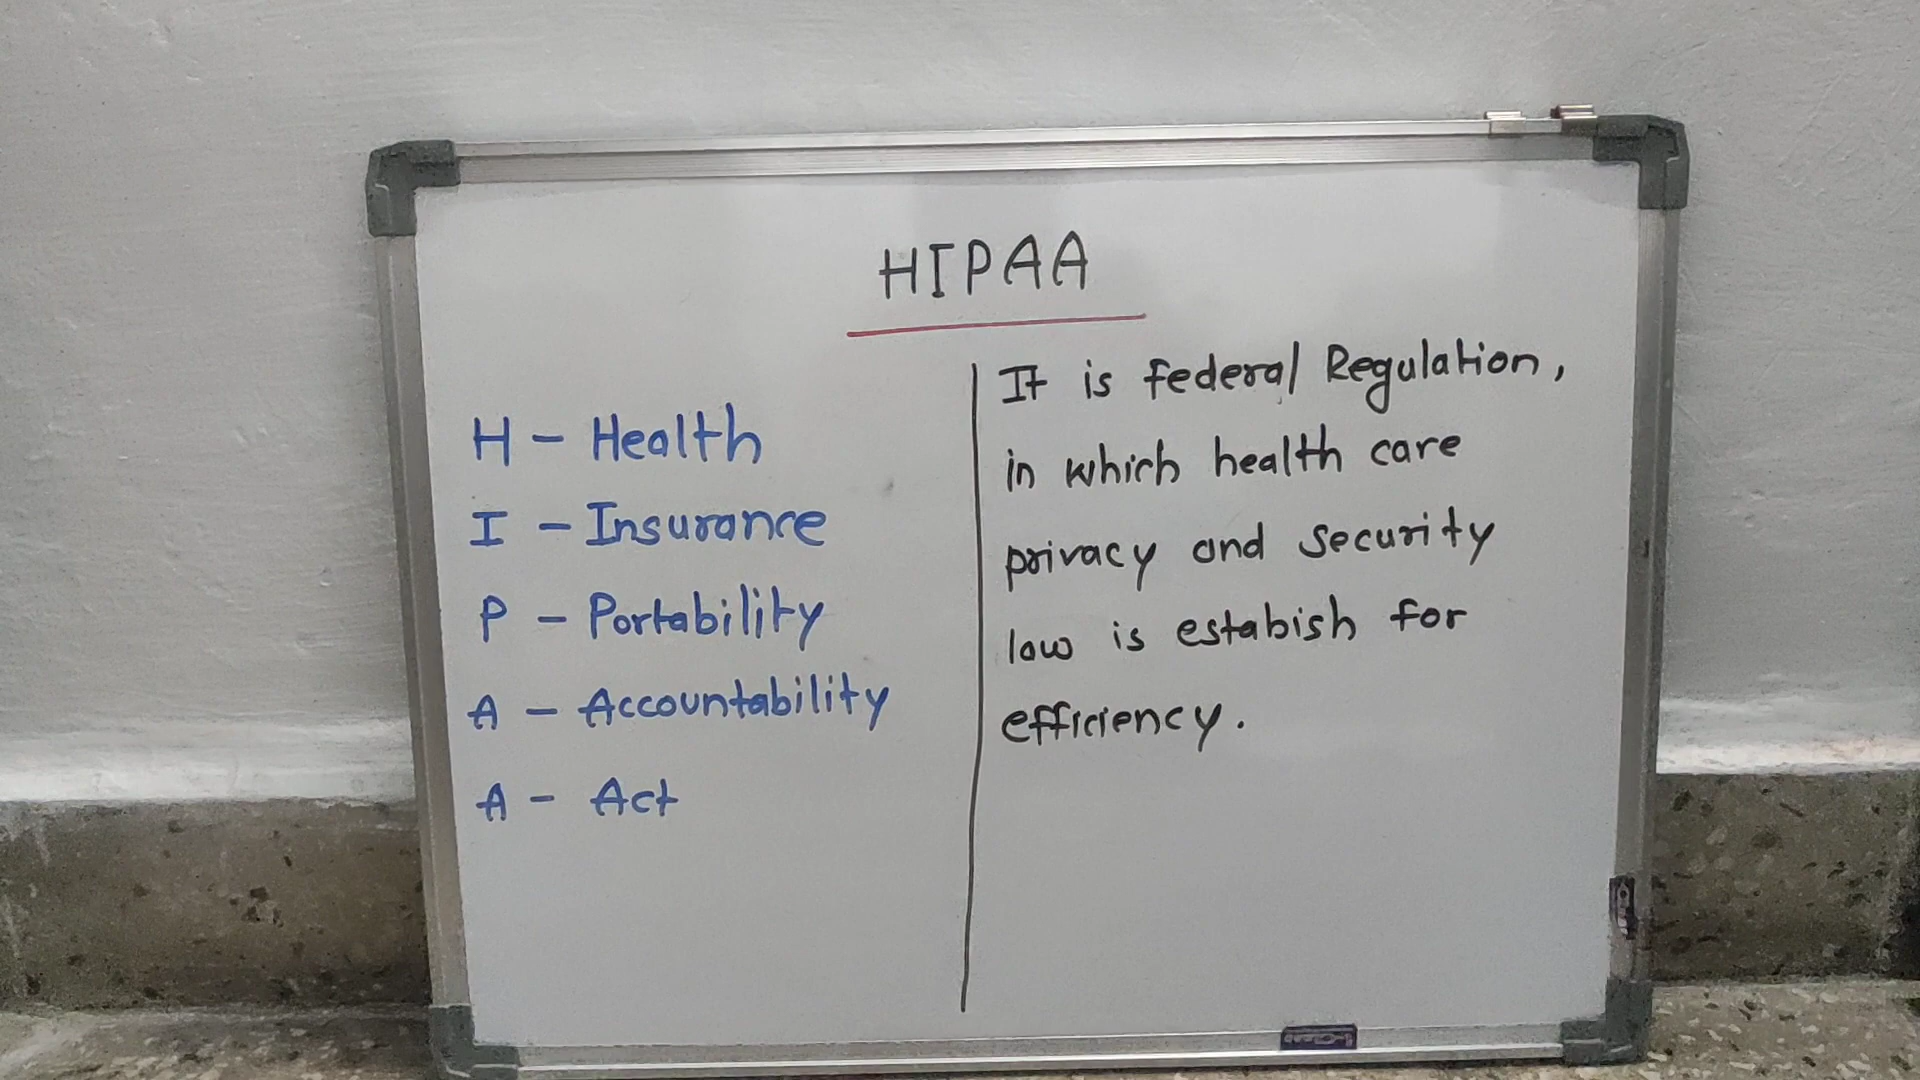 HIPAA
H - Health
I - Insurance
P - Portability
A - Accountability
A - Act
It is federal Regulation,
in which health care
privacy and security
law is estabish for
efficiency.